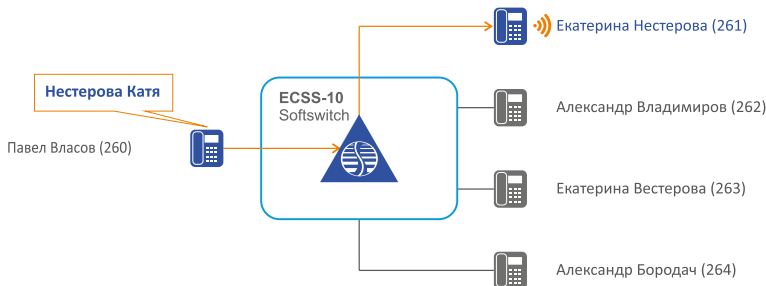 Екатерина Нестерова (261)
Нестерова Катя
ECSS-10
Softswitch
Александр Владимиров (262)
Павел Власов (260)
Екатерина Вестерова (263)
Александр Бородач (264)